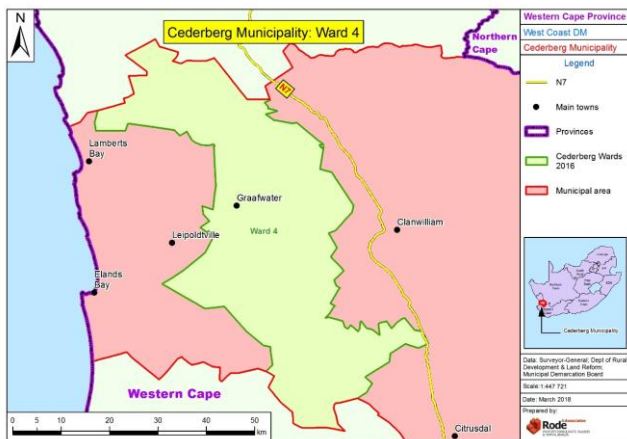 N
Cederberg Municipality: Ward 4
Northern
Cape
N7
Lamberts
Bay
Graafwater
Ward 4
Leipoldtville
Clanwilliam
Elands
Bay
Western Cape
Citrusdal
0 5 10 20 30 40 50
km
Western Cape Province
West Coast DM
Cederberg Municipality
Legend
N7
Main towns
Provinces
Cederberg Wards
2016
Municipal area
Cederberg Municipality
Data: Surveyor-General; Dept of Rural
Development & Land Reform;
Municipal Demarcation Board
Scale:1:447 721
Date: March 2018
Prepared by:
Rode